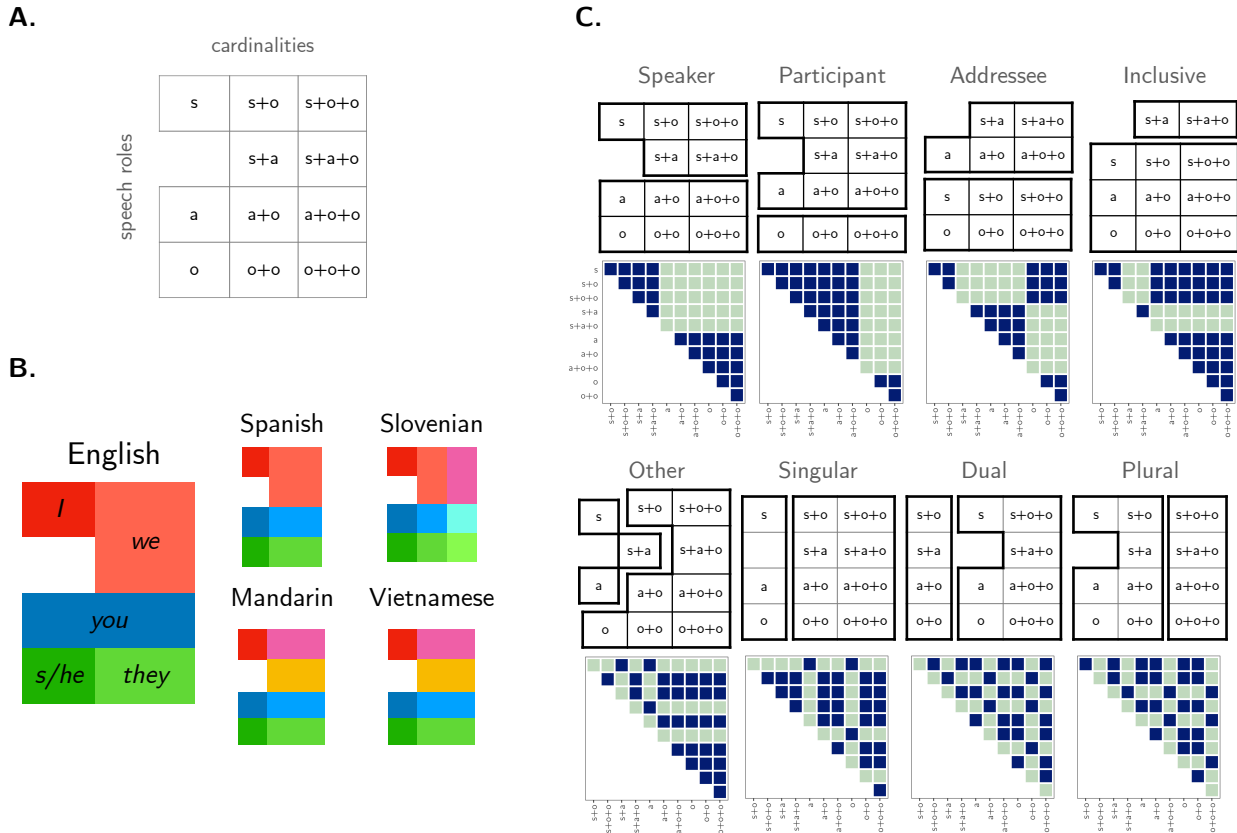 A.
cardinalities
speech roles
s s+o s+o+o
s+a s+a+o
a a+o a+o+o
o o+o o+o+o
B.
English
I
we
you
s/he they
Spanish Slovenian
Mandarin Vietnamese
C.
Speaker Participant Addressee Inclusive
s s+o s+o+o
s+a s+a+o
a a+o a+o+o
o o+o o+o+o
s s+o s+o+o
s+a s+a+o
a a+o a+o+o
o o+o o+o+o
s+a s+a+o
a a+o a+o+o
s s+o s+o+o
o o+o o+o+o
s+a s+a+o
s s+o s+o+o
a a+o a+o+o
o o+o o+o+o
s
s+o
s+o+o
s+a
s+a+o
a
a+o
a+o+o
o
o+o
s+o s+o+o s+a s+a+o a a+o a+o+o o o+o o+o+o
s+o s+o+o s+a s+a+o a a+o a+o+o o o+o o+o+o
s+o s+o+o s+a s+a+o a a+o a+o+o o o+o o+o+o
s+o s+o+o s+a s+a+o a a+o a+o+o o o+o o+o+o
Other Singular Dual Plural
s s+o s+o+o
s+a s+a+o
a a+o a+o+o
o o+o o+o+o
s s+o s+o+o
s+a s+a+o
a a+o a+o+o
o o+o o+o+o
s+o s s+o+o
s+a s+a+o
a+o a a+o+o
o+o o o+o+o
s s+o s+o+o
s+a s+a+o
a a+o a+o+o
o o+o o+o+o
s+o s+o+o s+a s+a+o a a+o a+o+o o o+o o+o+o
s+o s+o+o s+a s+a+o a a+o a+o+o o o+o o+o+o
s+o s+o+o s+a s+a+o a a+o a+o+o o o+o o+o+o
s+o s+o+o s+a s+a+o a a+o a+o+o o o+o o+o+o